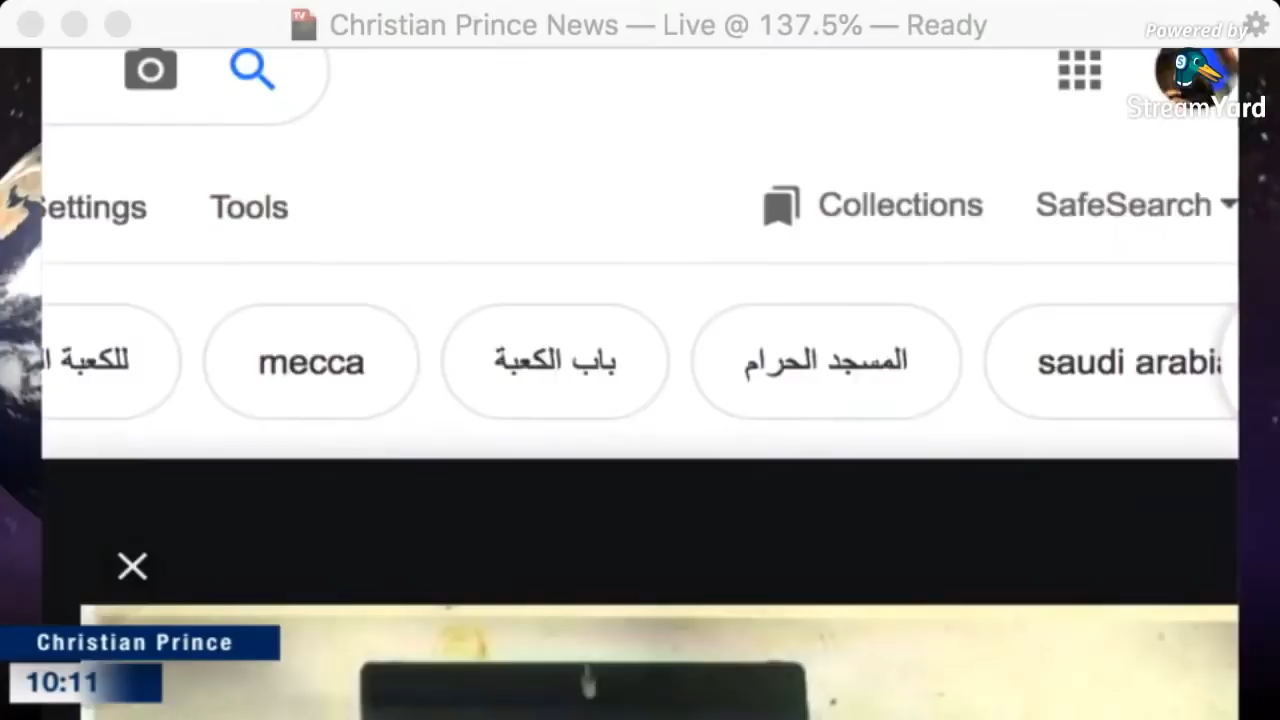 Christian Prince News — Live @ 137.5% — Ready
Powered by
StreamYard
Settings Tools Collections SafeSearch
للكعبة mecca باب الكعبة المسجد الحرام saudi arabia
Christian Prince
10:11